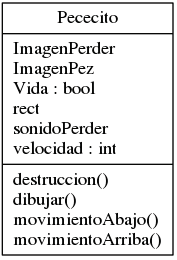 Pececito
ImagenPerder
ImagenPez
Vida : bool
rect
sonidoPerder
velocidad : int
destruccion()
dibujar()
movimientoAbajo()
movimientoArriba()